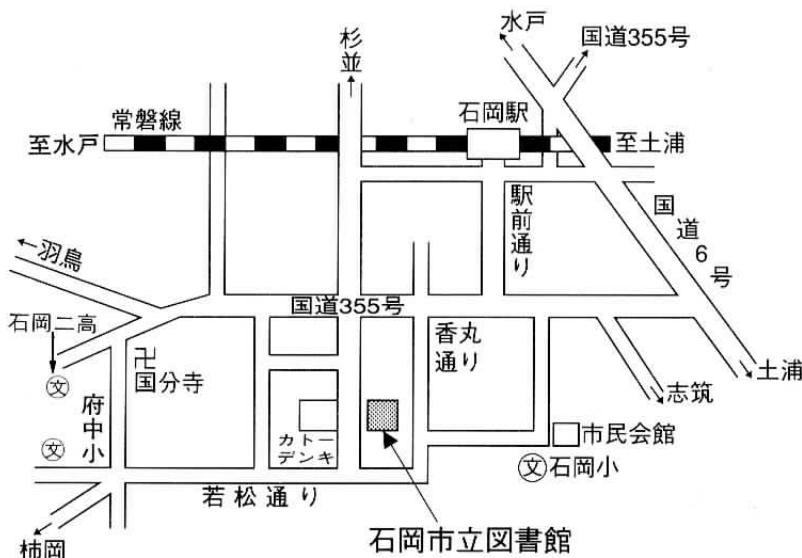 水戸
国道355号
杉並
石岡駅
常磐線
至水戸
至土浦
駅前通り
国道6号
羽鳥
国道355号
石岡二高
香丸
通り
卍
国分寺
土浦
志筑
文
府中小
カトー
デンキ
市民会館
文
文石岡小
若松通り
柿岡
石岡市立図書館